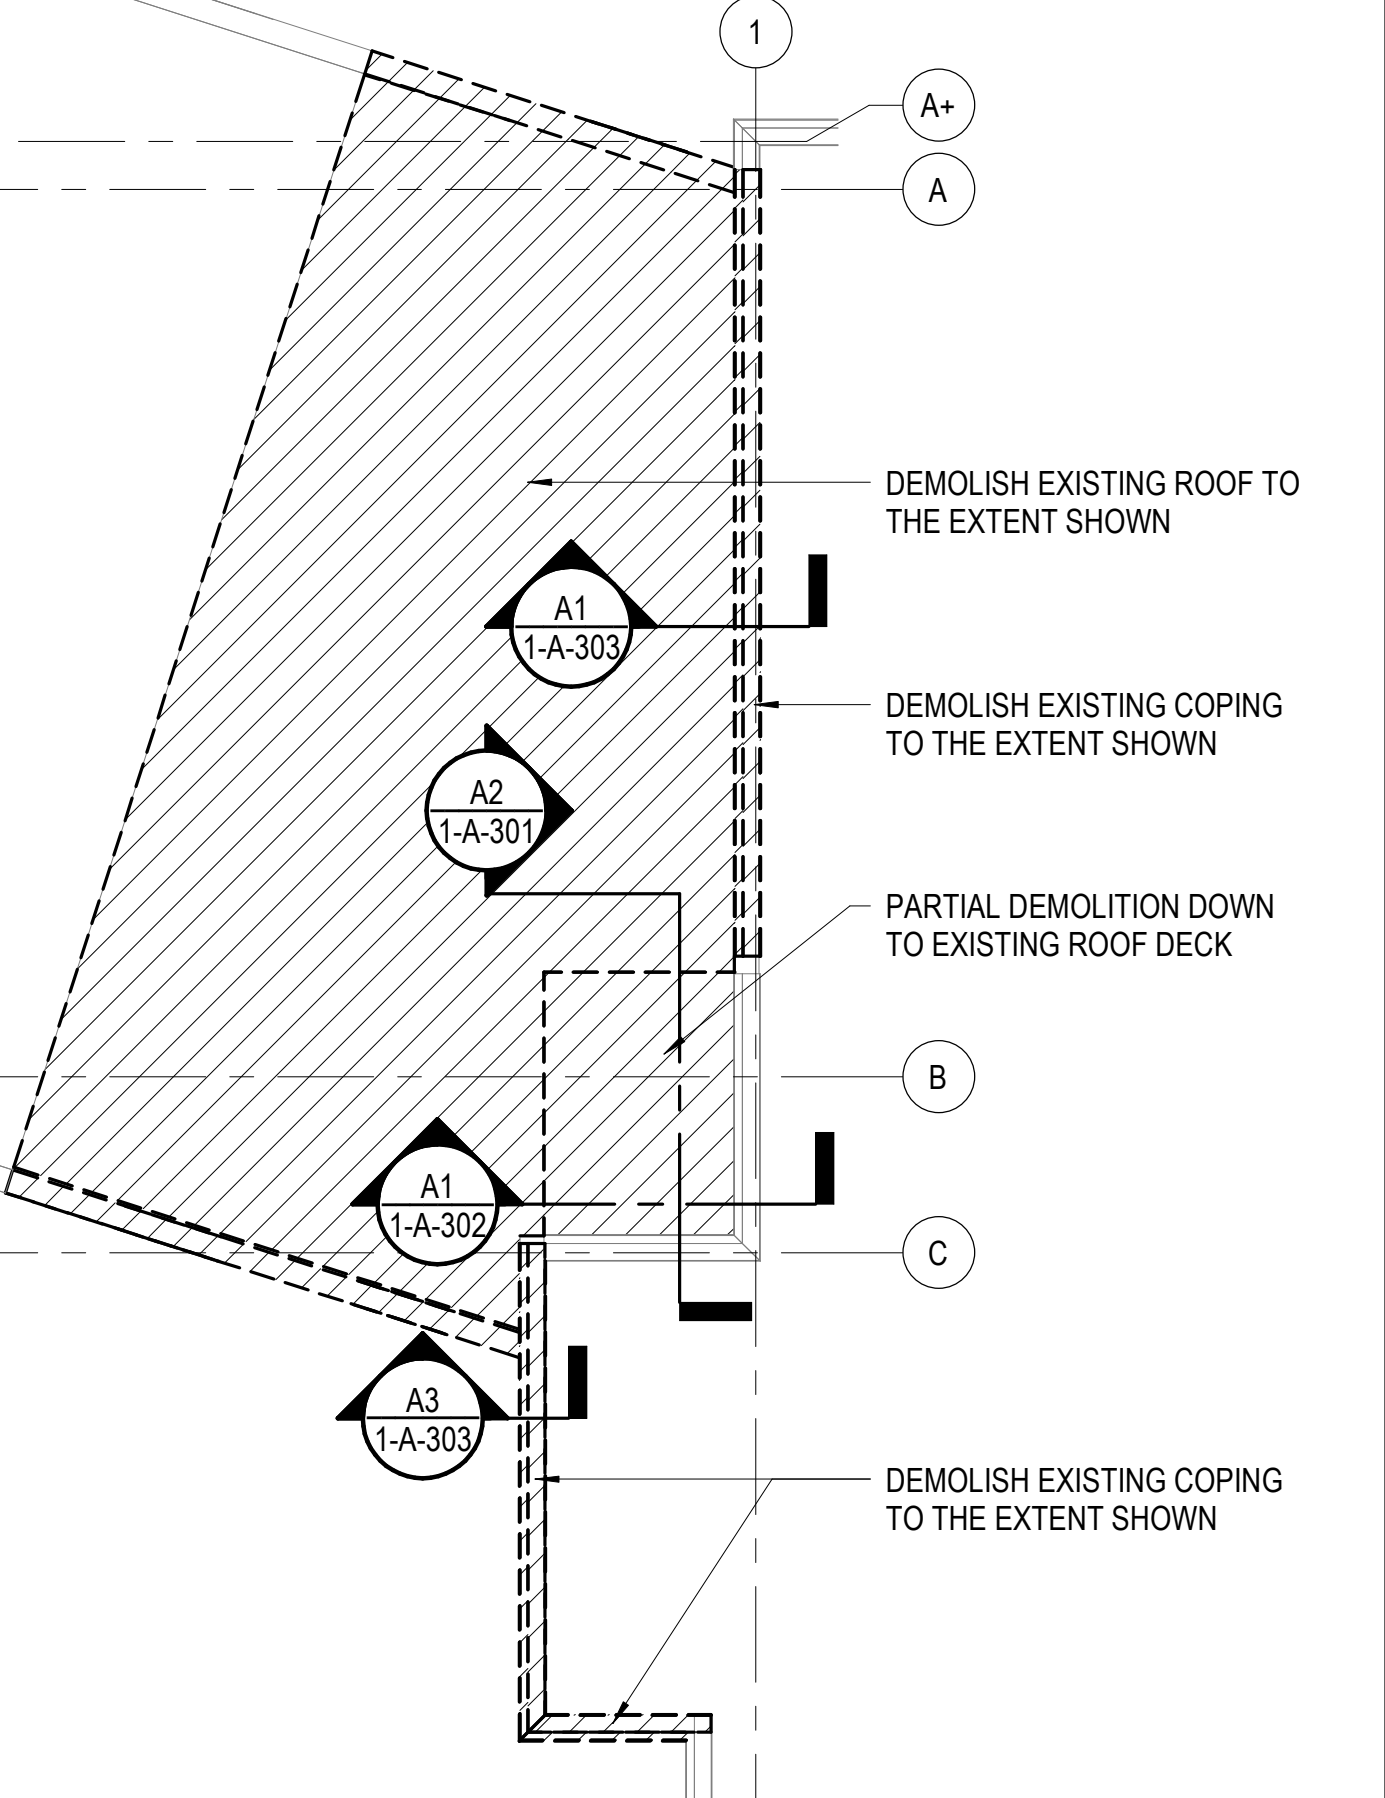 1
A+
A
DEMOLISH EXISTING ROOF TO
THE EXTENT SHOWN
A1
1-A-303
DEMOLISH EXISTING COPING
TO THE EXTENT SHOWN
A2
1-A-301
PARTIAL DEMOLITION DOWN
TO EXISTING ROOF DECK
B
A1
1-A-302
C
A3
1-A-303
DEMOLISH EXISTING COPING
TO THE EXTENT SHOWN